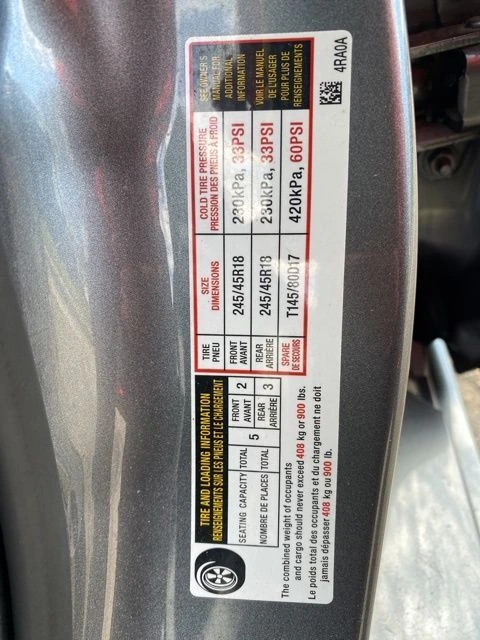 TIRE AND LOADING INFORMATION
RENSEIGNEMENTS SUR LES PNEUS ET LE CHARGEMENT
SEATING CAPACITY TOTAL 5 FRONT 2 REAR 3
NOMBRE DE PLACES TOTAL AVANT ARRIÈRE
The combined weight of occupants
and cargo should never exceed 408 kg or 900 lbs.
Le poids total des occupants et du chargement ne doit
jamais dépasser 408 kg ou 900 lb.
TIRE SIZE COLD TIRE PRESSURE
PNEU DIMENSIONS PRESSION DES PNEUS À FROID
FRONT 245/45R18 230kPa, 33PSI
AVANT
REAR 245/45R18 230kPa, 33PSI
ARRIÈRE
SPARE T145/80D17 420kPa, 60PSI
DE SECOURS
SEE OWNER'S
MANUAL FOR
ADDITIONAL
INFORMATION
VOIR LE MANUEL
DE L'USAGER
POUR PLUS DE
RENSEIGNEMENTS
4RA0A